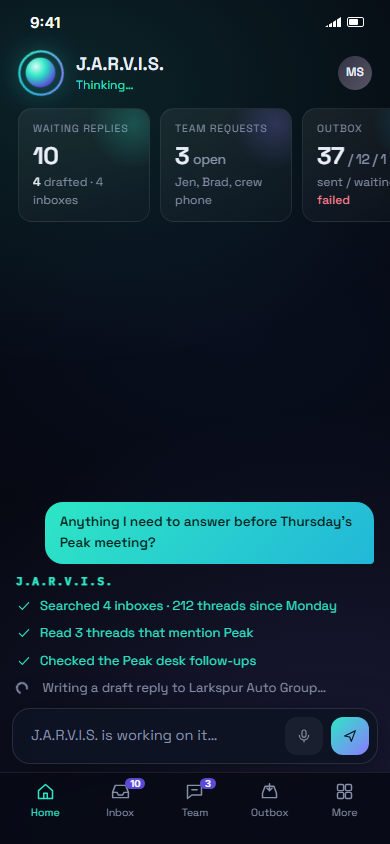 9:41
J.A.R.V.I.S.
Thinking…
MS
WAITING REPLIES
10
4 drafted · 4
inboxes
TEAM REQUESTS
3 open
Jen, Brad, crew
phone
OUTBOX
37 / 12 / 1
sent / waiting
failed
Anything I need to answer before Thursday's
Peak meeting?
J.A.R.V.I.S.
Searched 4 inboxes · 212 threads since Monday
Read 3 threads that mention Peak
Checked the Peak desk follow-ups
Writing a draft reply to Larkspur Auto Group…
J.A.R.V.I.S. is working on it…
10
3
Home
Inbox
Team
Outbox
More